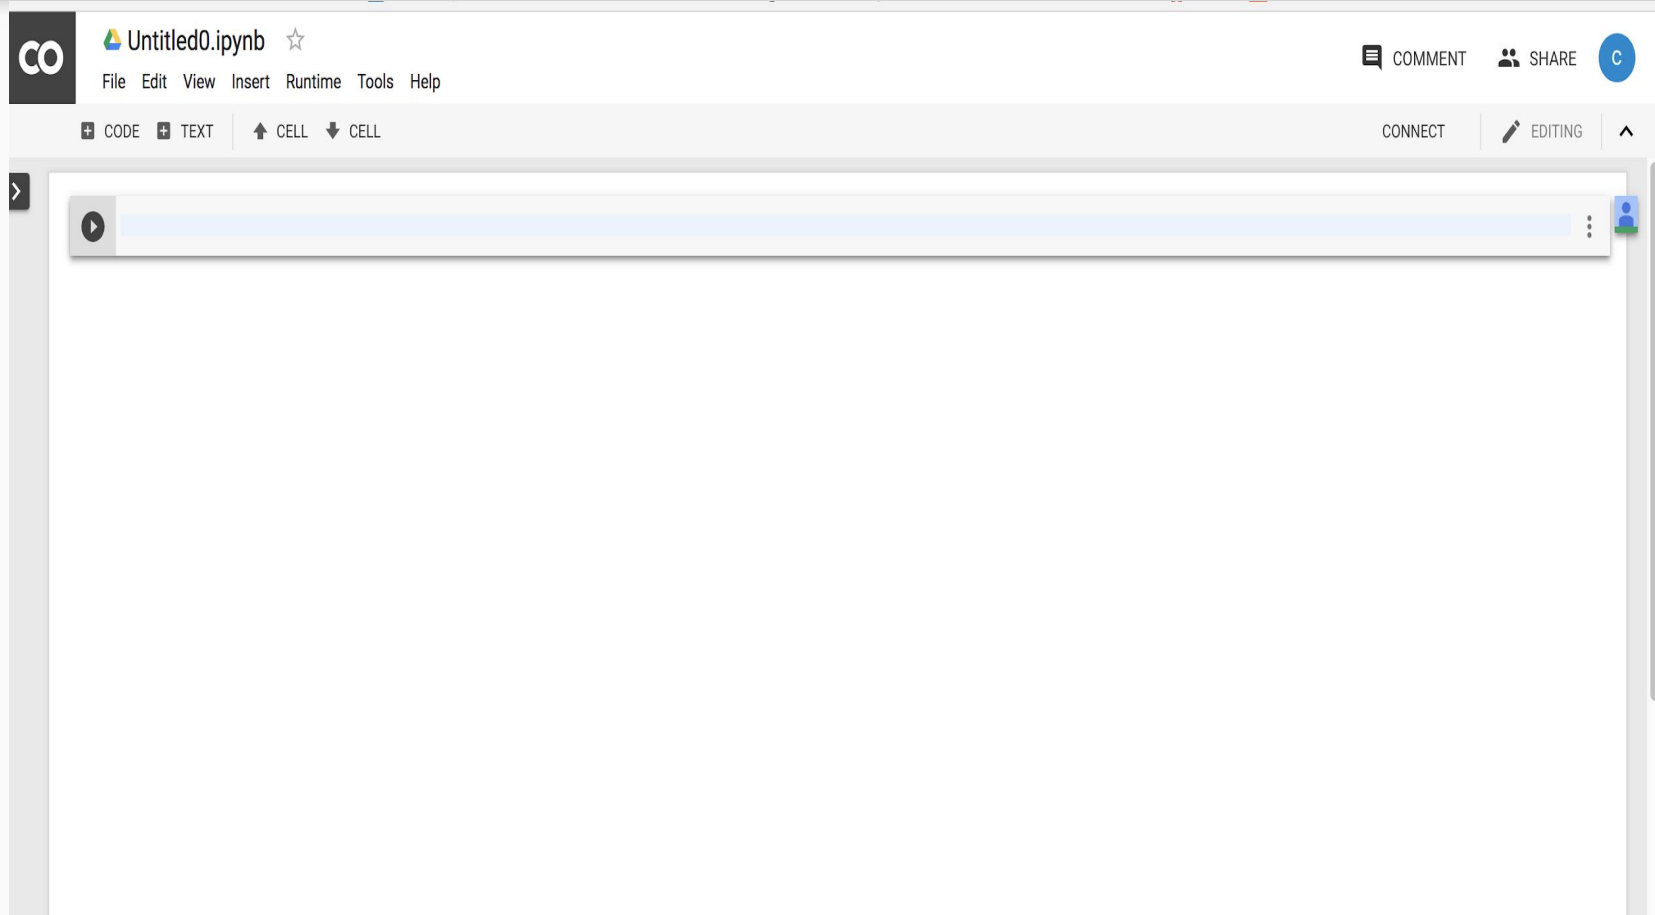 CO Untitled0.ipynb
File Edit View Insert Runtime Tools Help
COMMENT SHARE C
CODE TEXT CELL CELL
CONNECT EDITING